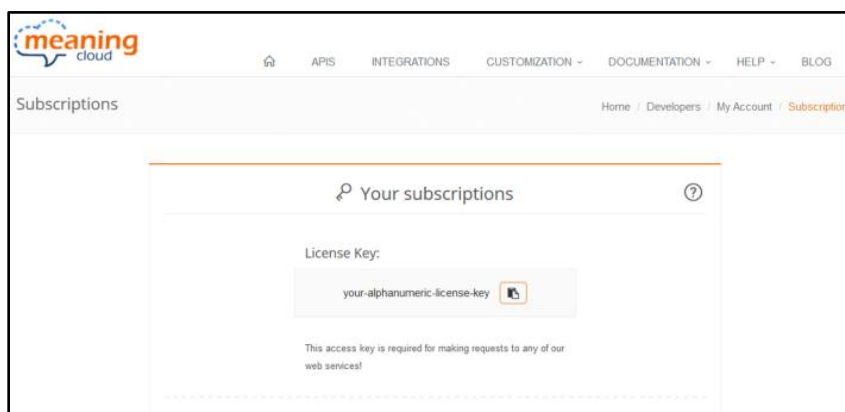 meaning
cloud
APIS INTEGRATIONS CUSTOMIZATION DOCUMENTATION HELP BLOG
Subscriptions
Home / Developers / My Account / Subscription
Your subscriptions
License Key:
your-alphanumeric-license-key
This access key is required for making requests to any of our
web services!